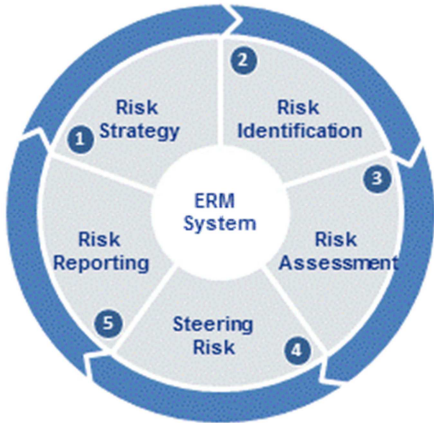 1
Risk
Strategy
2
Risk
Identification
3
Risk
Assessment
4
Steering
Risk
5
Risk
Reporting
ERM
System